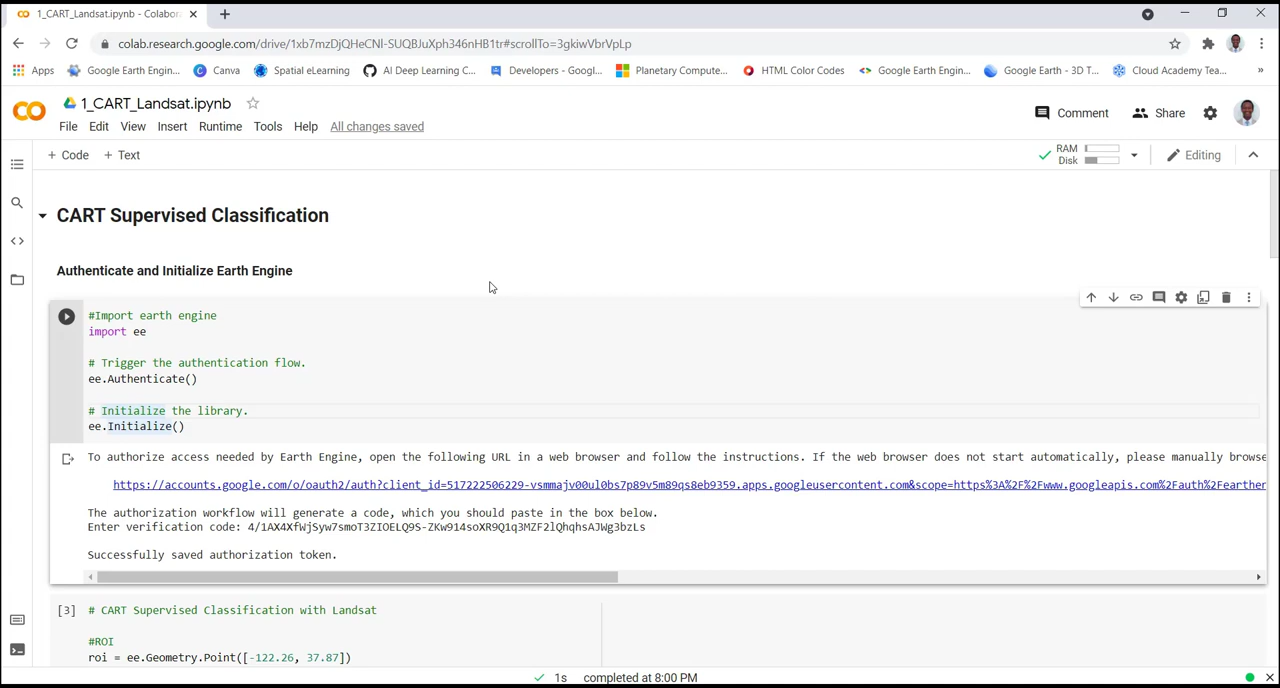 1_CART_Landsat.ipynb - Colabor
colab.research.google.com/drive/1xb7mzDjQHeCNl-SUQBJuXph346nHB1tr#scrollTo=3gkiwVbrVpLp
Apps Google Earth Engin... Canva Spatial eLearning AI Deep Learning C... Developers - Googl... Planetary Compute... HTML Color Codes Google Earth Engin... Google Earth - 3D T... Cloud Academy Tea... »
1_CART_Landsat.ipynb
Comment Share
File Edit View Insert Runtime Tools Help All changes saved
+ Code + Text
RAM
Disk
Editing
CART Supervised Classification
Authenticate and Initialize Earth Engine
#Import earth engine
import ee
# Trigger the authentication flow.
ee.Authenticate()
# Initialize the library.
ee.Initialize()
To authorize access needed by Earth Engine, open the following URL in a web browser and follow the instructions. If the web browser does not start automatically, please manually browse
https://accounts.google.com/o/oauth2/auth?client_id=517222506229-vsmmajv00ul0bs7p89v5m89qs8eb9359.apps.googleusercontent.com&scope=https%3A%2F%2Fwww.googleapis.com%2Fauth%2Fearthen
The authorization workflow will generate a code, which you should paste in the box below.
Enter verification code: 4/1AX4XfWjSyw7smoT3ZIOELQ9S-ZKw914soXR9Q1q3MZF2lQhqhsAJWg3bzLs
Successfully saved authorization token.
[3] # CART Supervised Classification with Landsat
#ROI
roi = ee.Geometry.Point([-122.26, 37.87])
1s completed at 8:00 PM